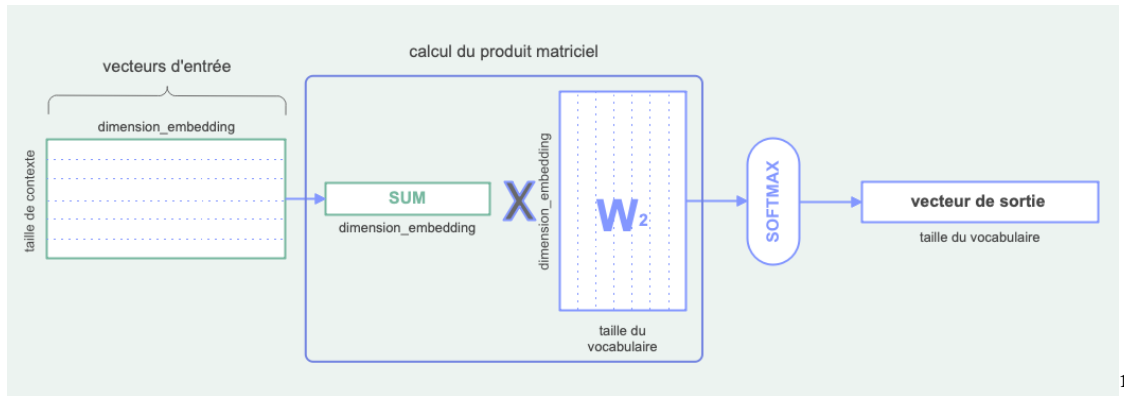 calcul du produit matriciel
vecteurs d'entrée
dimension_embedding
taille de contexte
SUM
dimension_embedding
X
dimension_embedding
W2
taille du
vocabulaire
SOFTMAX
vecteur de sortie
taille du vocabulaire
1